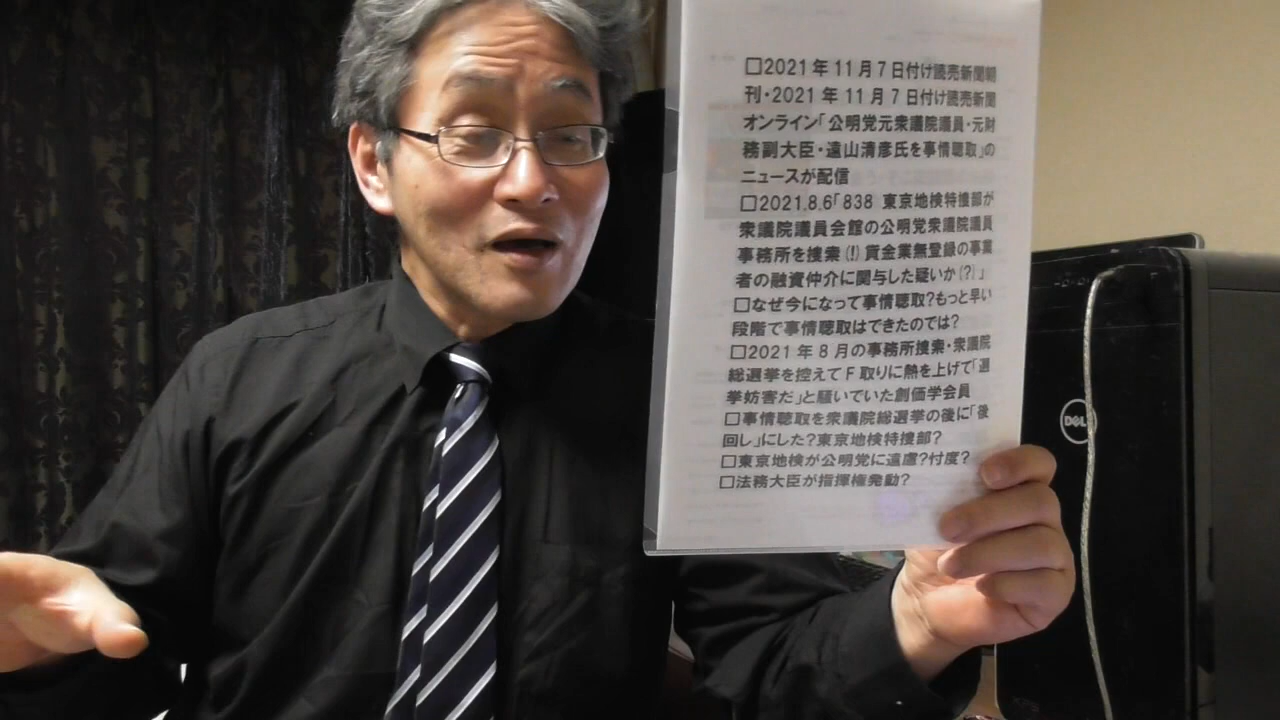 □2021年11月7日付け読売新聞朝
刊・2021年11月7日付け読売新聞
オンライン「公明党元衆議院議員・元財
務副大臣・遠山清彦氏を事情聴取」の
ニュースが配信
□2021.8.6「838 東京地検特捜部が
衆議院議員会館の公明党衆議院議員
事務所を捜索(!)貸金業無登録の事業
者の融資仲介に関与した疑いか(?)」
□なぜ今になって事情聴取?もっと早い
段階で事情聴取はできたのでは?
□2021年8月の事務所捜索・衆議院
総選挙を控えてF取りに熱を上げて「選
挙妨害だ」と騒いでいた創価学会員
□事情聴取を衆議院総選挙の後に「後
回し」にした?東京地検特捜部?
□東京地検が公明党に遠慮?忖度?
□法務大臣が指揮権発動?
DELL